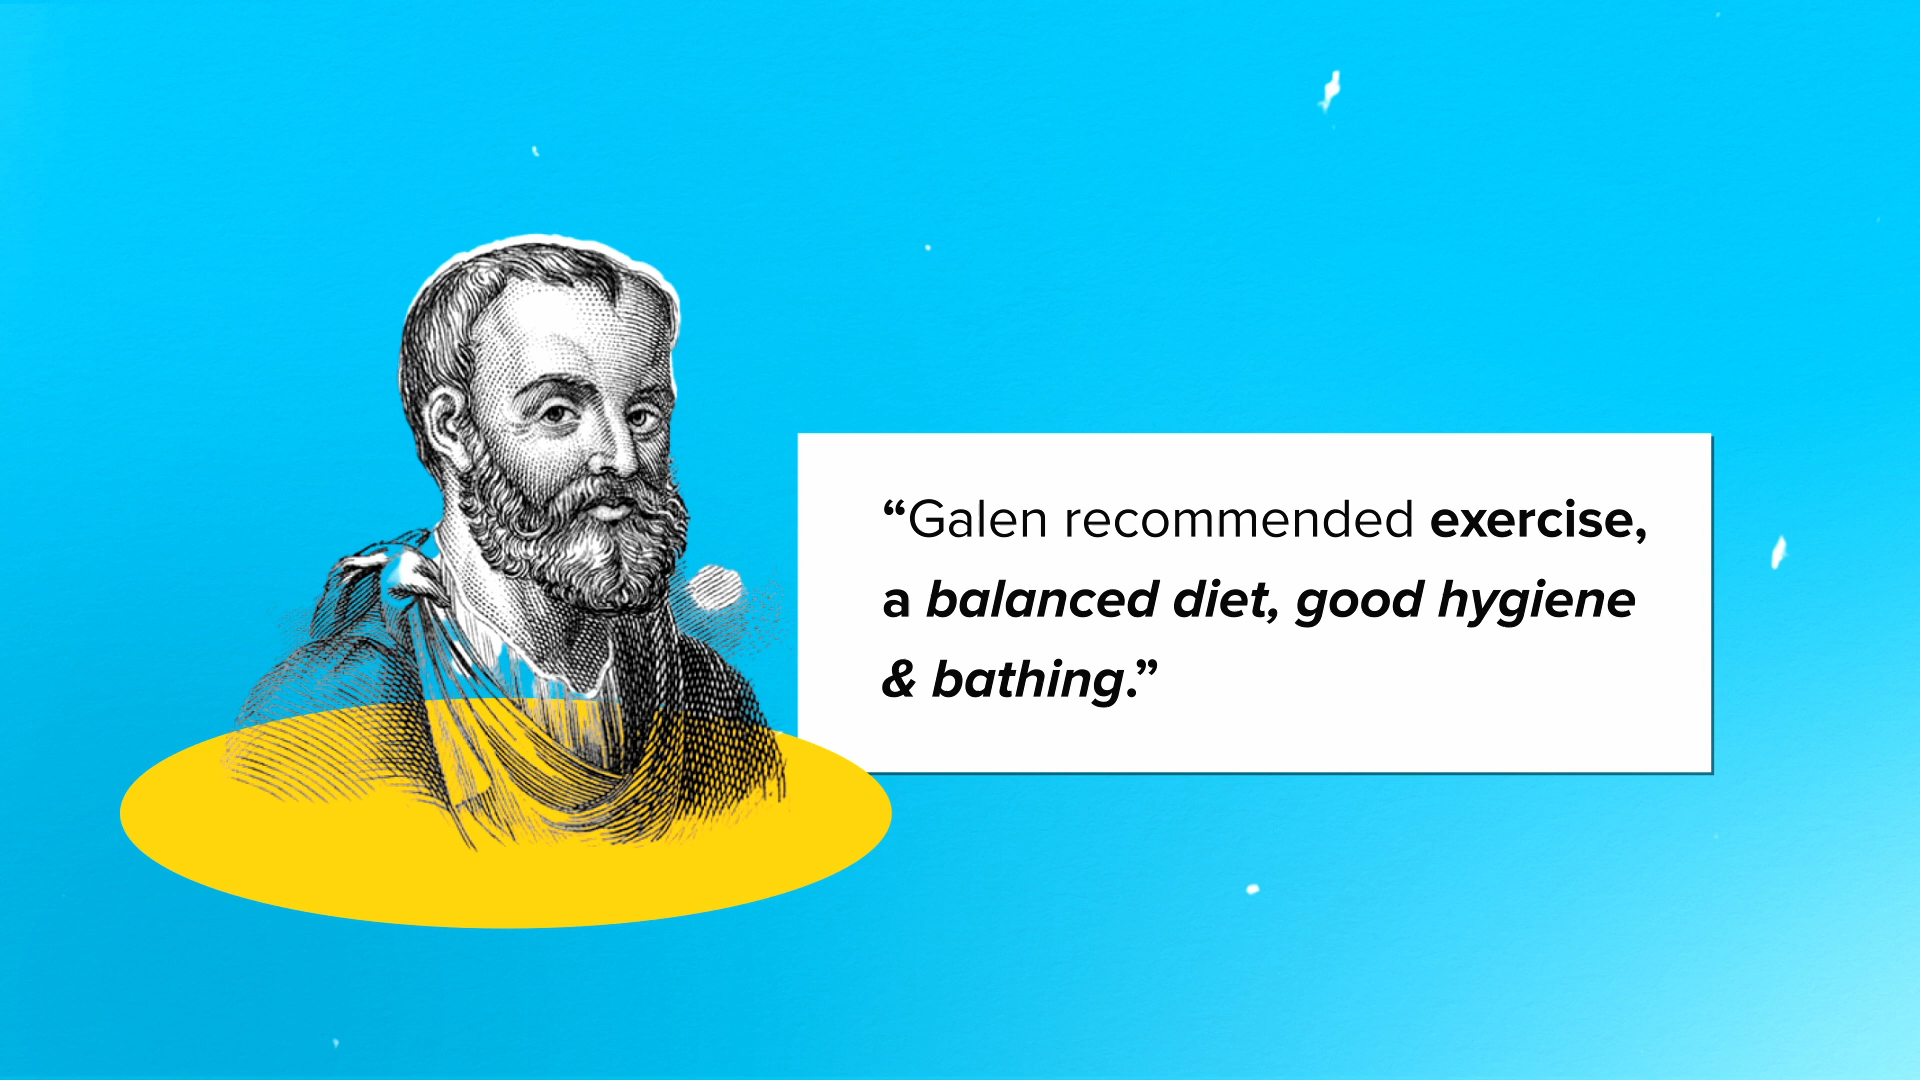 “Galen recommended exercise,
a balanced diet, good hygiene
& bathing.”